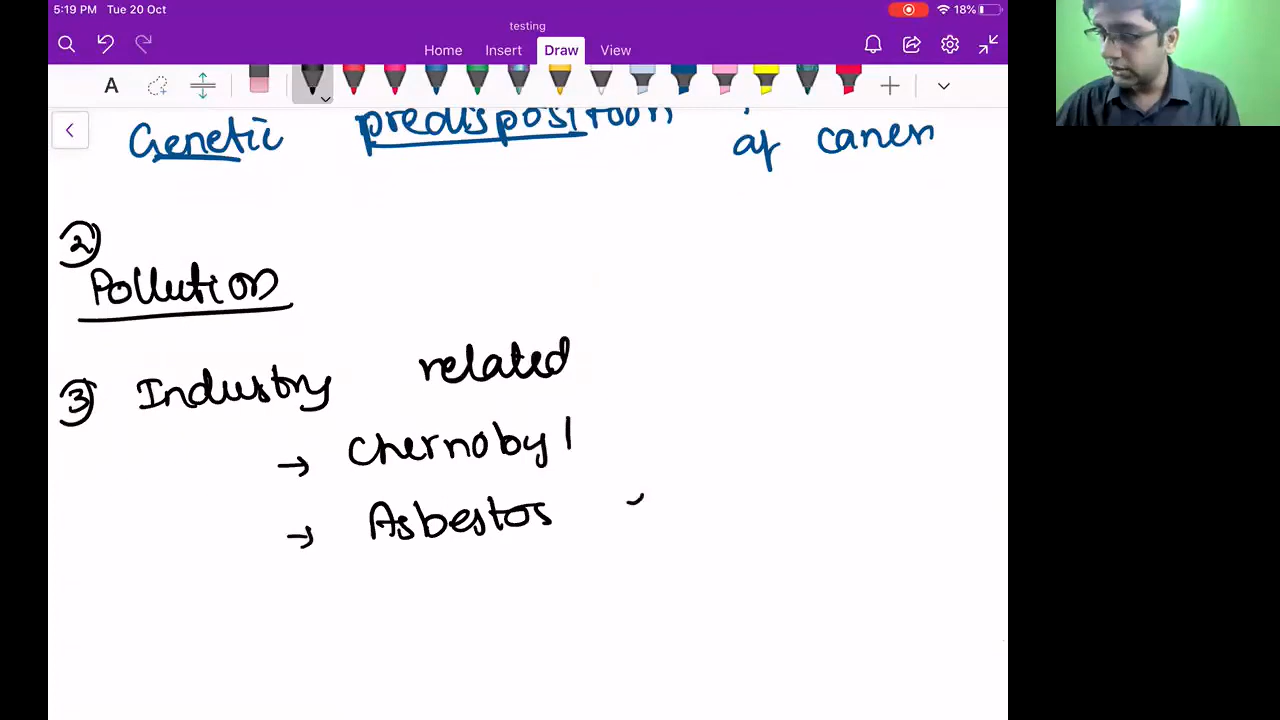 5:19 PM Tue 20 Oct 18%
testing
Home Insert Draw View
A
Genetic predisposition
of canen
2
Pollution
3 Industry related
→ Chernobyl
→ Asbestos